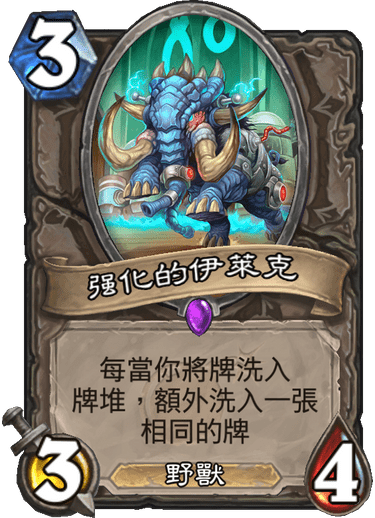 3
强化的伊萊克
每當你將牌洗入
牌堆，額外洗入一張
相同的牌
3
野獸
4